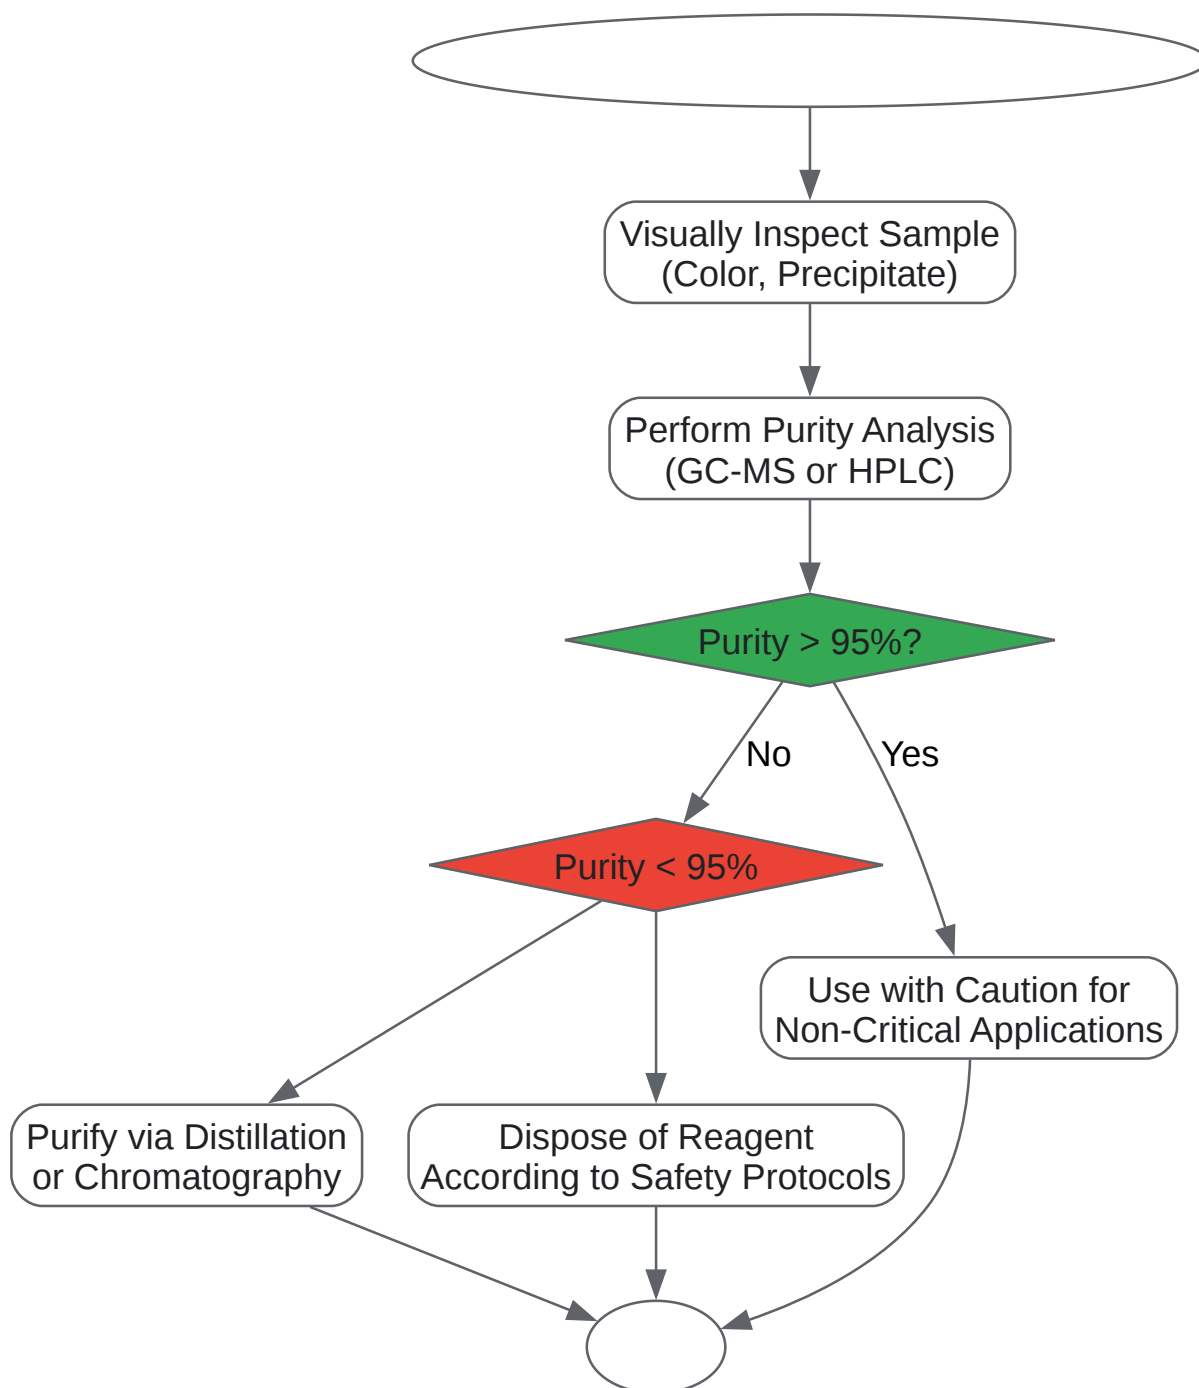 Visually Inspect Sample
(Color, Precipitate)
Perform Purity Analysis
(GC-MS or HPLC)
Purity > 95%?
No
Yes
Purity < 95%
Use with Caution for
Non-Critical Applications
Purify via Distillation
or Chromatography
Dispose of Reagent
According to Safety Protocols